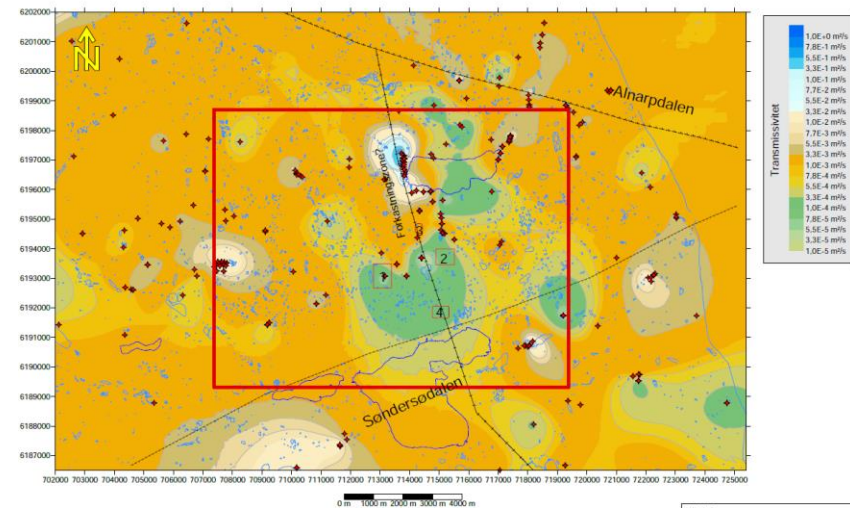 6202000
6201000
6200000
6199000
6198000
6197000
6196000
6195000
6194000
6193000
6192000
6191000
6190000
6189000
6188000
6187000
702000 703000 704000 705000 706000 707000 708000 709000 710000 711000 712000 713000 714000 715000 716000 717000 718000 719000 720000 721000 722000 723000 724000 725000
N
Alnarpdalen
Forkastningszone?
2
4
Søndersødalen
0 m 1000 m 2000 m 3000 m 4000 m
Transmissivitet
1,0E+0 m²/s
7,8E-1 m²/s
5,5E-1 m²/s
3,3E-1 m²/s
1,0E-1 m²/s
7,7E-2 m²/s
5,5E-2 m²/s
3,3E-2 m²/s
1,0E-2 m²/s
7,7E-3 m²/s
5,5E-3 m²/s
3,3E-3 m²/s
1,0E-3 m²/s
7,8E-4 m²/s
5,5E-4 m²/s
3,3E-4 m²/s
1,0E-4 m²/s
7,8E-5 m²/s
5,5E-5 m²/s
3,3E-5 m²/s
1,0E-5 m²/s